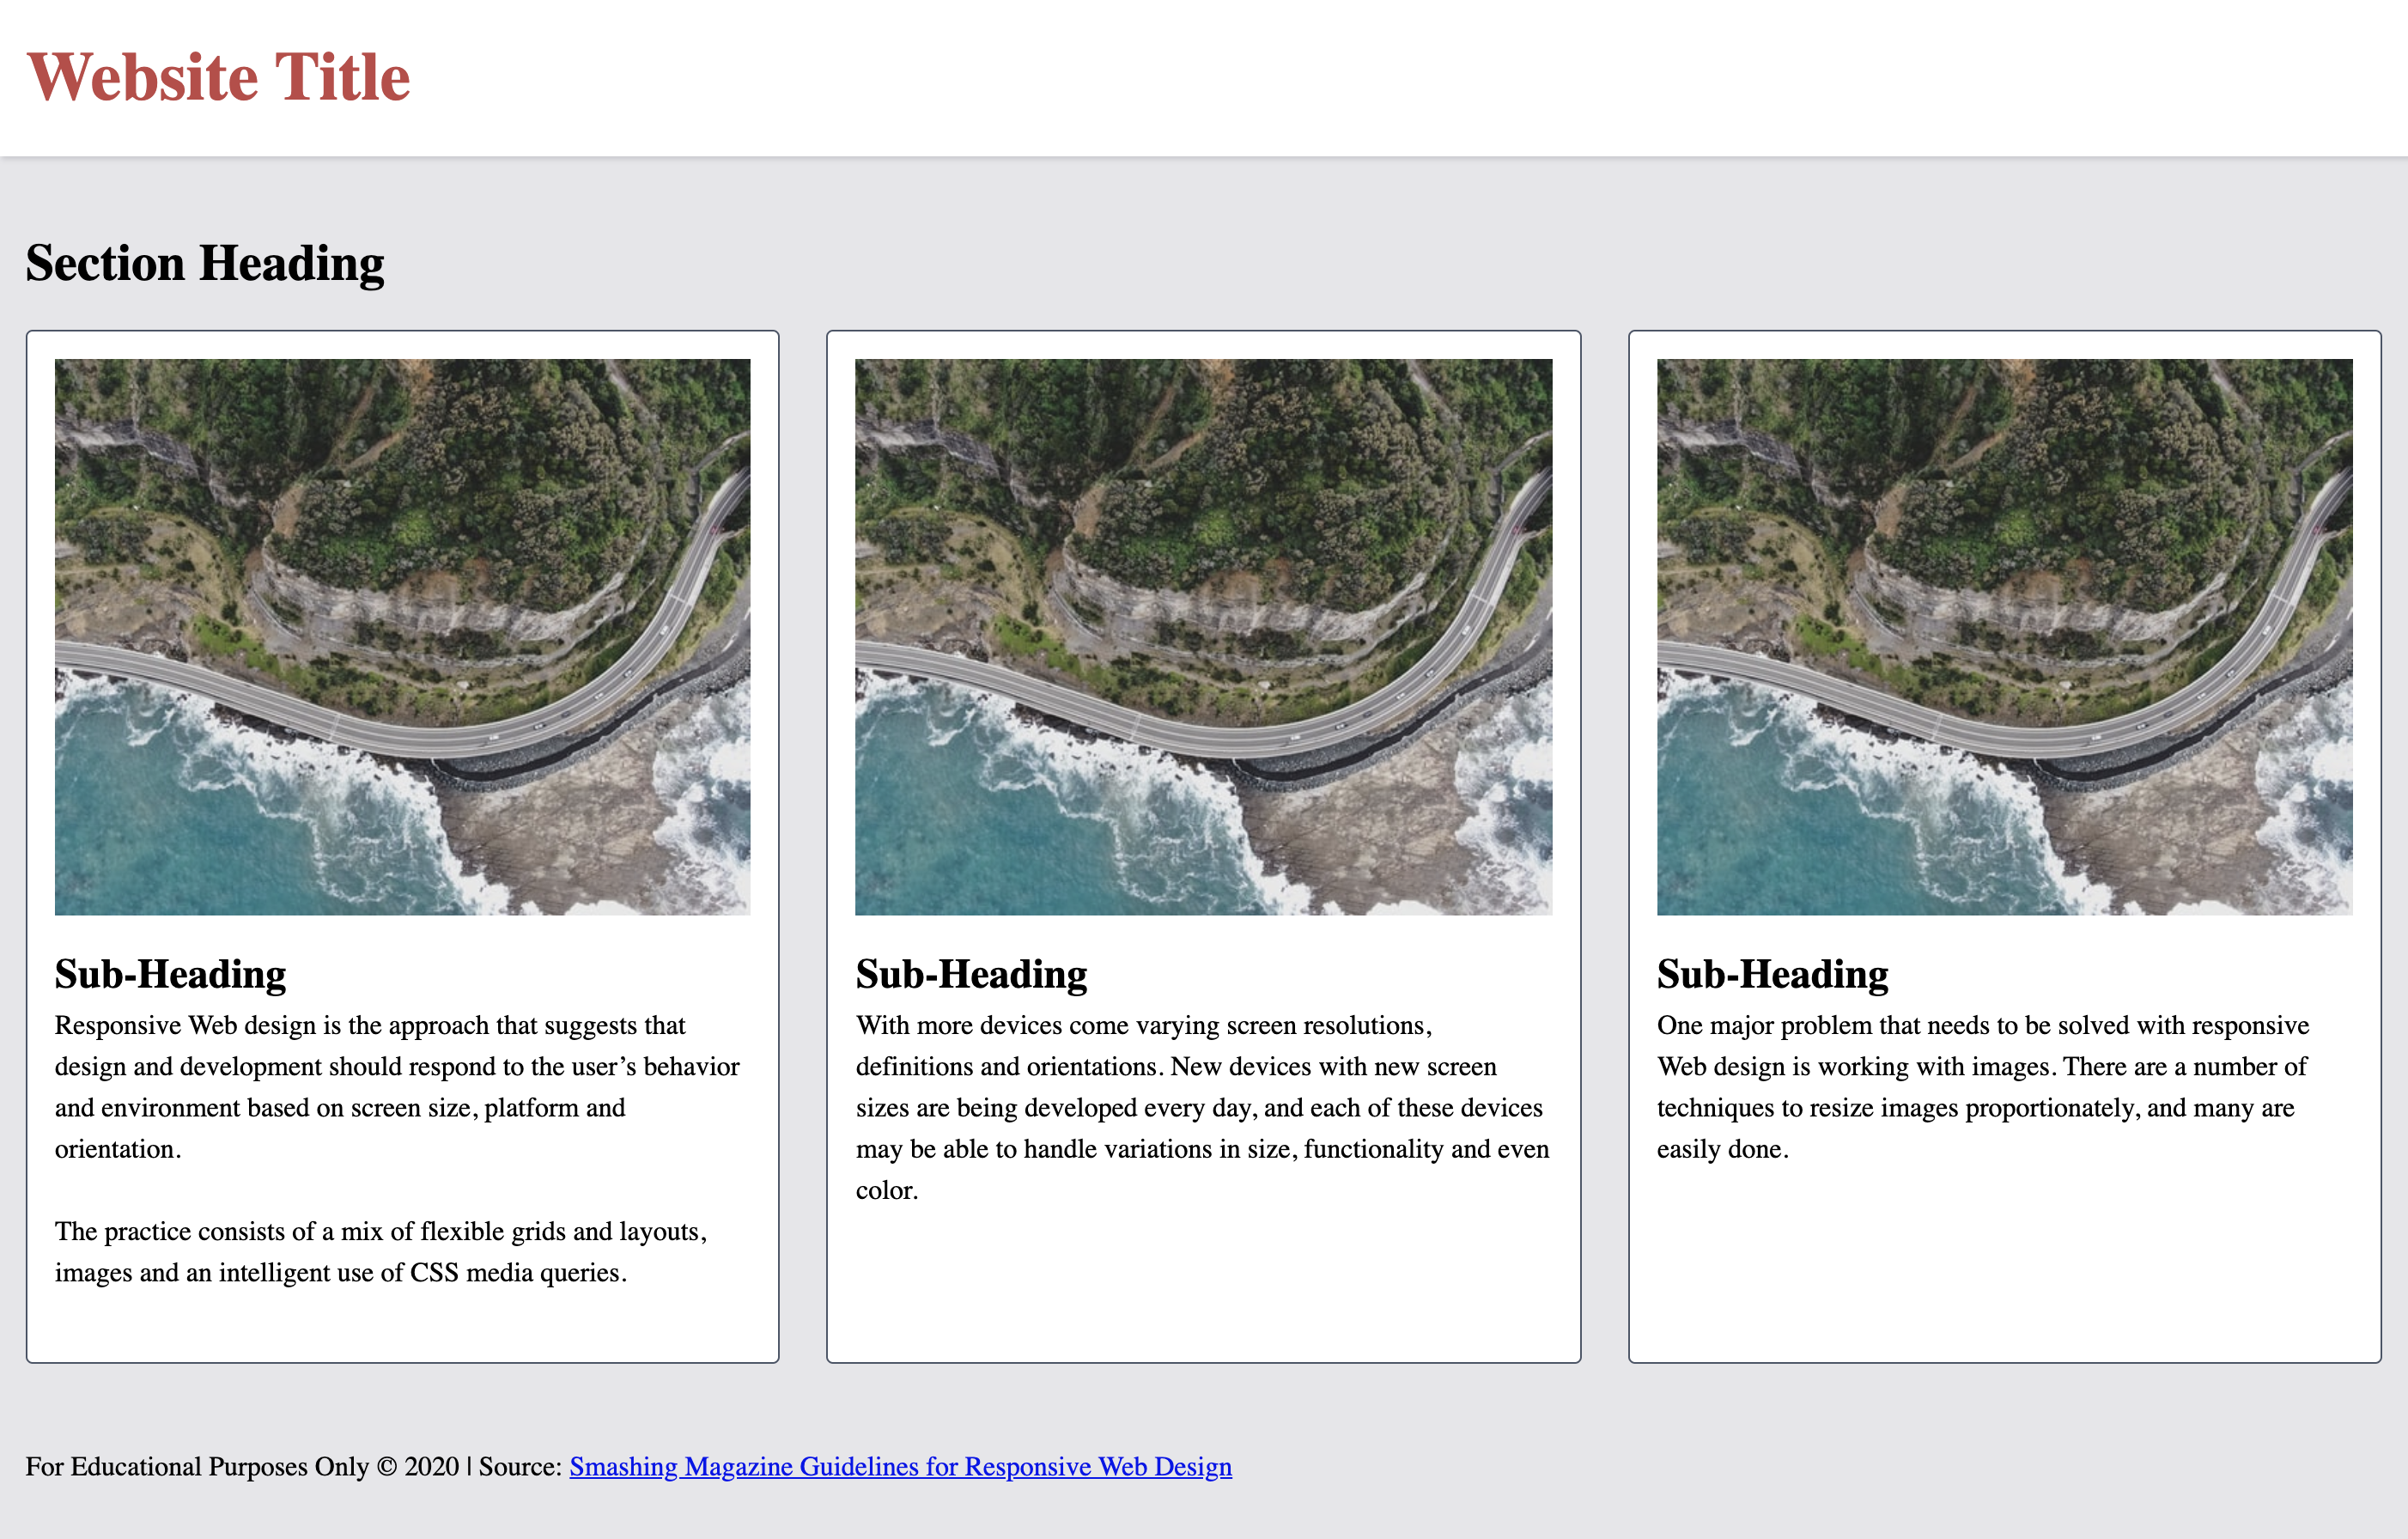 Website Title
Section Heading
Sub-Heading
Responsive Web design is the approach that suggests that
design and development should respond to the user’s behavior
and environment based on screen size, platform and
orientation.
The practice consists of a mix of flexible grids and layouts,
images and an intelligent use of CSS media queries.
Sub-Heading
With more devices come varying screen resolutions,
definitions and orientations. New devices with new screen
sizes are being developed every day, and each of these devices
may be able to handle variations in size, functionality and even
color.
Sub-Heading
One major problem that needs to be solved with responsive
Web design is working with images. There are a number of
techniques to resize images proportionately, and many are
easily done.
For Educational Purposes Only © 2020 | Source: Smashing Magazine Guidelines for Responsive Web Design